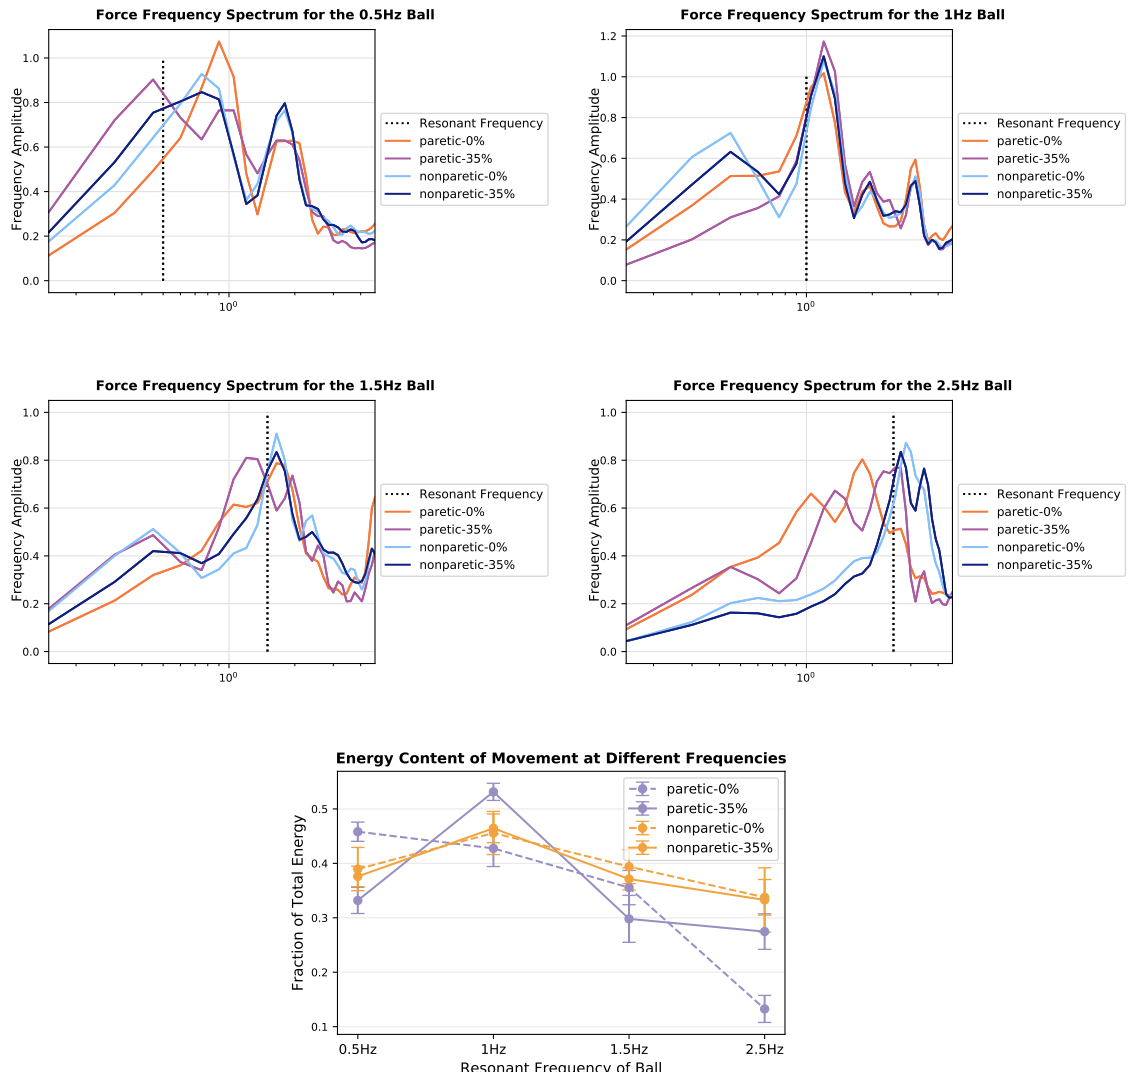 Force Frequency Spectrum for the 0.5Hz Ball
Frequency Amplitude
1.0
0.8
0.6
0.4
0.2
0.0
10⁰
Resonant Frequency
paretic-0%
paretic-35%
nonparetic-0%
nonparetic-35%
Force Frequency Spectrum for the 1Hz Ball
Frequency Amplitude
1.2
1.0
0.8
0.6
0.4
0.2
0.0
10⁰
Resonant Frequency
paretic-0%
paretic-35%
nonparetic-0%
nonparetic-35%
Force Frequency Spectrum for the 1.5Hz Ball
Frequency Amplitude
1.0
0.8
0.6
0.4
0.2
0.0
10⁰
Resonant Frequency
paretic-0%
paretic-35%
nonparetic-0%
nonparetic-35%
Force Frequency Spectrum for the 2.5Hz Ball
Frequency Amplitude
1.0
0.8
0.6
0.4
0.2
0.0
10⁰
Resonant Frequency
paretic-0%
paretic-35%
nonparetic-0%
nonparetic-35%
Energy Content of Movement at Different Frequencies
Fraction of Total Energy
0.5
0.4
0.3
0.2
0.1
paretic-0%
paretic-35%
nonparetic-0%
nonparetic-35%
0.5Hz
1Hz
1.5Hz
2.5Hz
Resonant Frequency of Ball